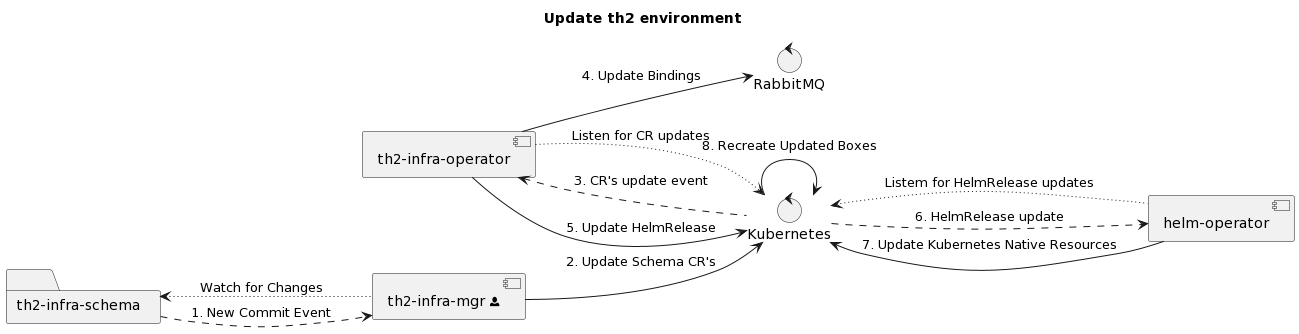 Update th2 environment
RabbitMQ
4. Update Bindings
th2-infra-operator
Listen for CR updates
8. Recreate Updated Boxes
3. CR's update event
5. Update HelmRelease
Kubernetes
Listem for HelmRelease updates
6. HelmRelease update
7. Update Kubernetes Native Resources
helm-operator
2. Update Schema CR's
th2-infra-schema
Watch for Changes
1. New Commit Event
th2-infra-mgr